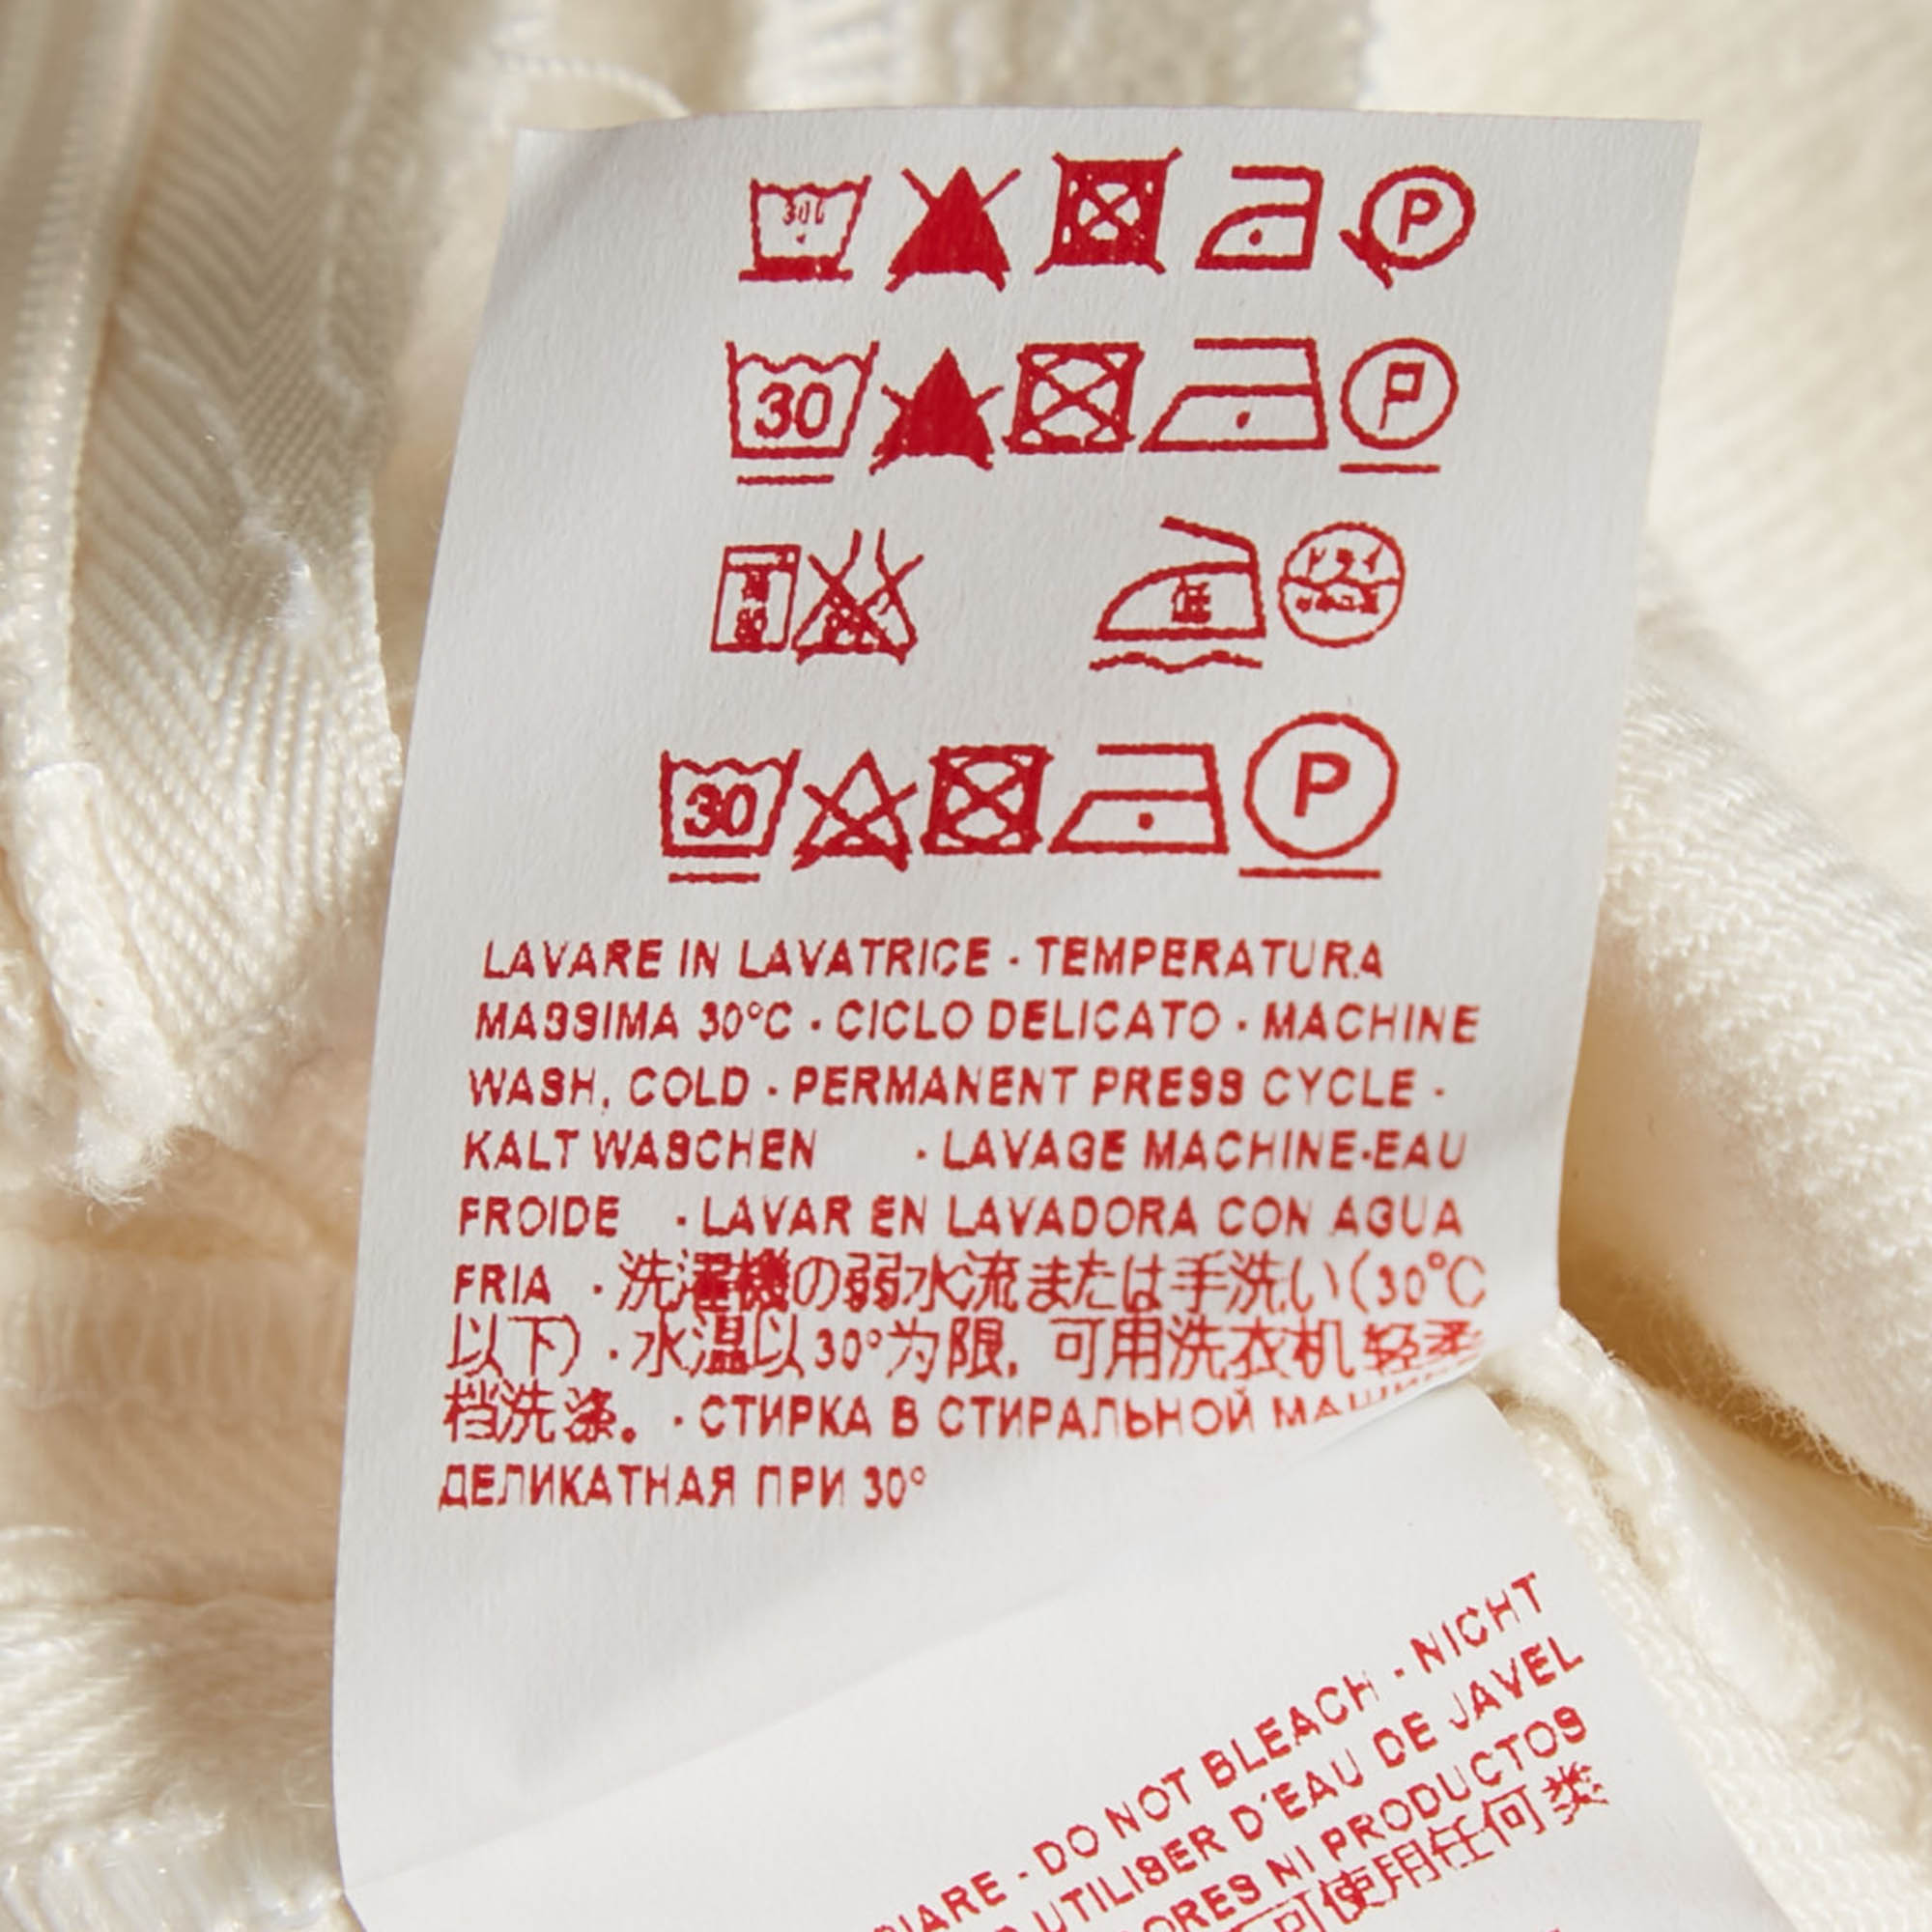 30
P
30
P
30
P
LAVARE IN LAVATRICE - TEMPERATURA
MASSIMA 30°C - CICLO DELICATO - MACHINE
WASH, COLD - PERMANENT PRESS CYCLE -
KALT WASCHEN - LAVAGE MACHINE-EAU
FROIDE - LAVAR EN LAVADORA CON AGUA
FRIA - 洗濯機の弱水流または手洗い(30°C
以下) - 水温以30°为限, 可用洗衣机轻柔
档洗涤。 - СТИРКА В СТИРАЛЬНОЙ
ДЕЛИКАТНАЯ ПРИ 30°
- DO NOT BLEACH - NICHT
UTILISER D'EAU DE JAVEL
NI PRODUCTOS
可使用任何类